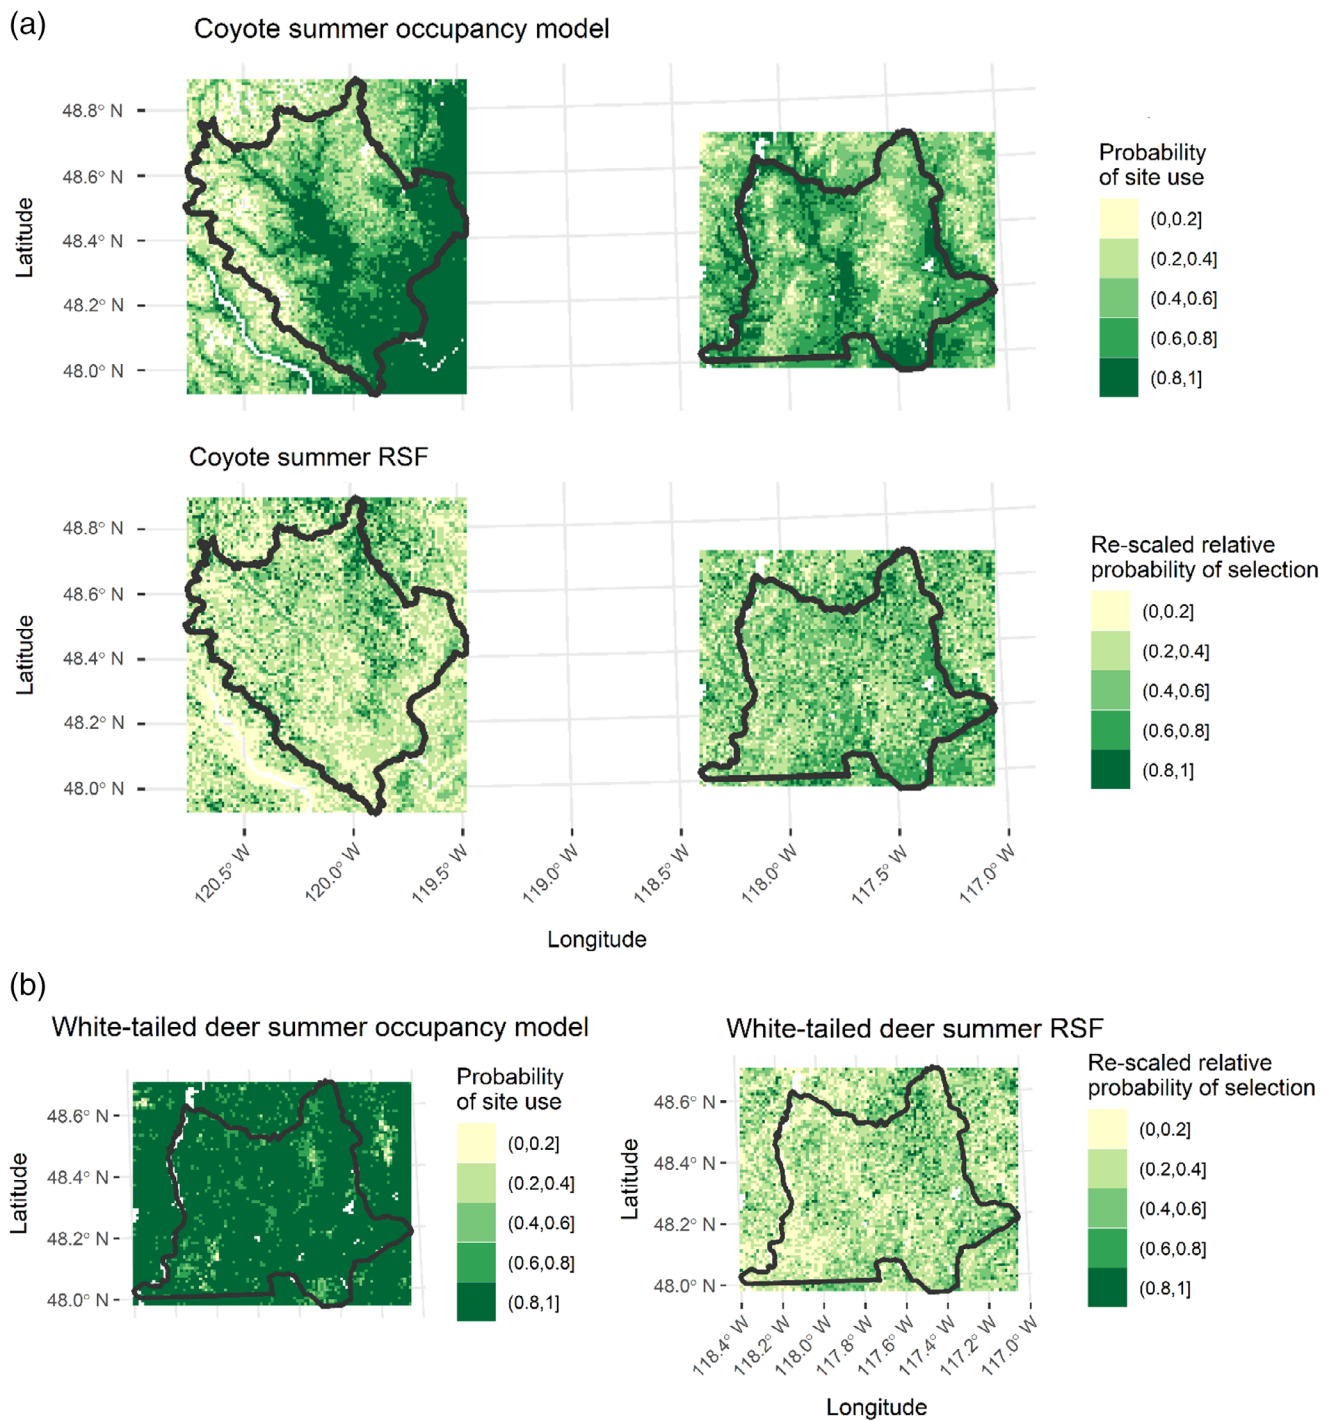 (a)
Coyote summer occupancy model
48.8° N
48.6° N
48.4° N
48.2° N
48.0° N
Latitude
Probability
of site use
(0,0.2]
(0.2,0.4]
(0.4,0.6]
(0.6,0.8]
(0.8,1]
Coyote summer RSF
48.8° N
48.6° N
48.4° N
48.2° N
48.0° N
Latitude
Re-scaled relative
probability of selection
(0,0.2]
(0.2,0.4]
(0.4,0.6]
(0.6,0.8]
(0.8,1]
120.5° W
120.0° W
119.5° W
119.0° W
118.5° W
118.0° W
117.5° W
117.0° W
Longitude
(b)
White-tailed deer summer occupancy model
48.6° N
48.4° N
48.2° N
48.0° N
Latitude
Probability
of site use
(0,0.2]
(0.2,0.4]
(0.4,0.6]
(0.6,0.8]
(0.8,1]
White-tailed deer summer RSF
48.6° N
48.4° N
48.2° N
48.0° N
Latitude
Re-scaled relative
probability of selection
(0,0.2]
(0.2,0.4]
(0.4,0.6]
(0.6,0.8]
(0.8,1]
118.4° W
118.2° W
118.0° W
117.8° W
117.6° W
117.4° W
117.2° W
117.0° W
Longitude